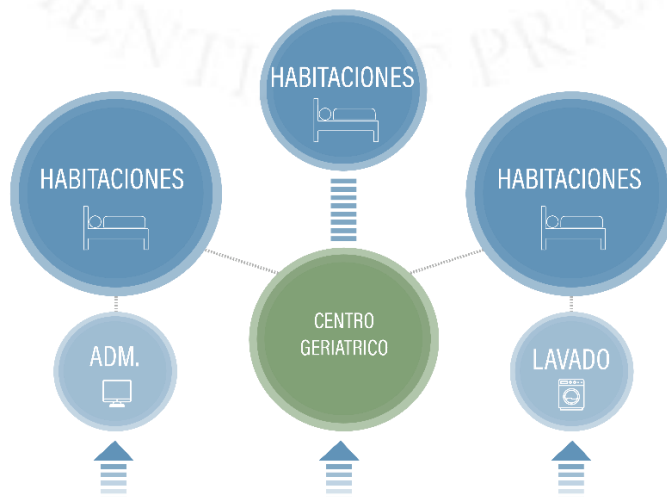 HABITACIONES
HABITACIONES
HABITACIONES
CENTRO
GERIATRICO
ADM.
LAVADO